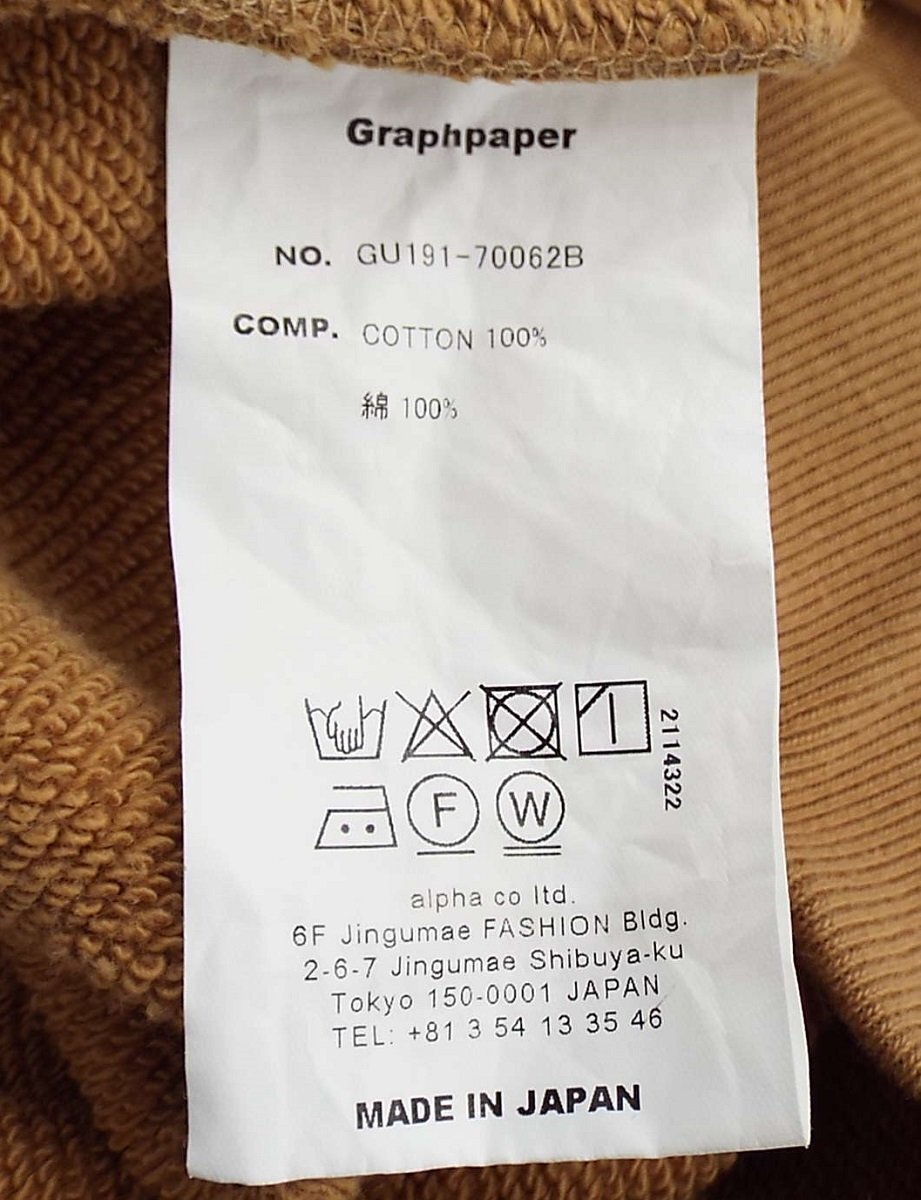 Graphpaper
NO. GU191-70062B
COMP. COTTON 100%
綿 100%
2114322
F W
alpha co ltd.
6F Jingumae FASHION Bldg.
2-6-7 Jingumae Shibuya-ku
Tokyo 150-0001 JAPAN
TEL: +81 3 54 13 35 46
MADE IN JAPAN